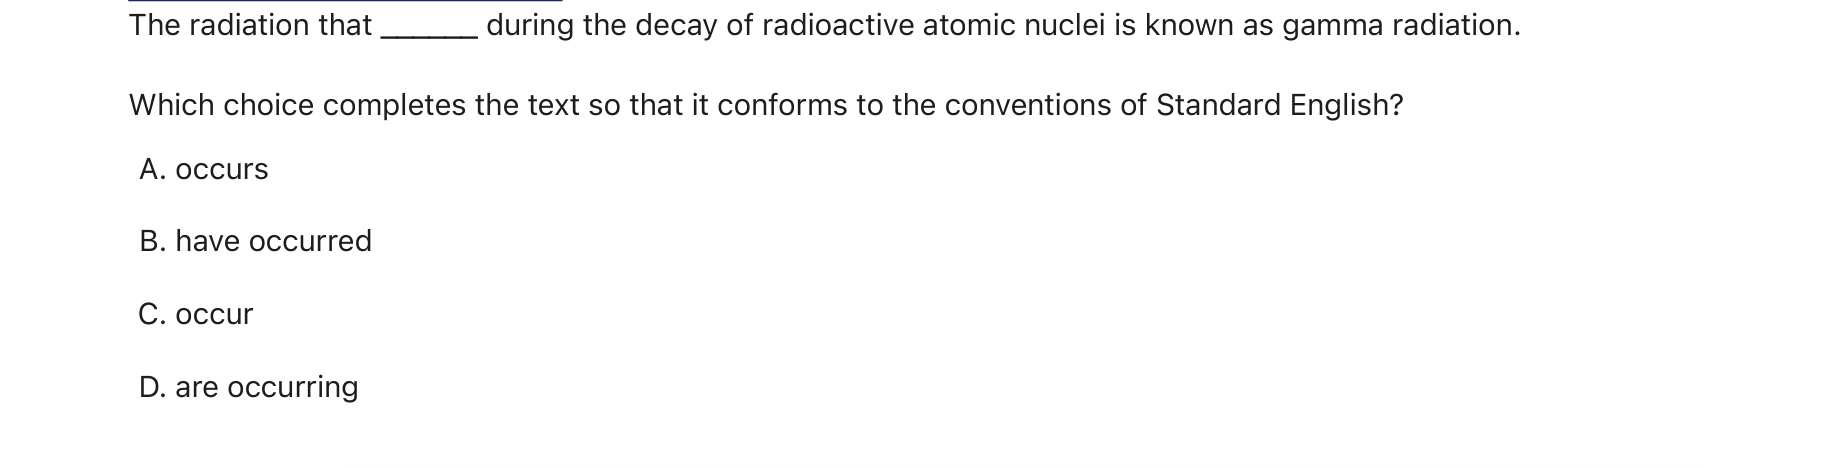 The radiation that ______ during the decay of radioactive atomic nuclei is known as gamma radiation.
Which choice completes the text so that it conforms to the conventions of Standard English?
A. occurs
B. have occurred
C. occur
D. are occurring